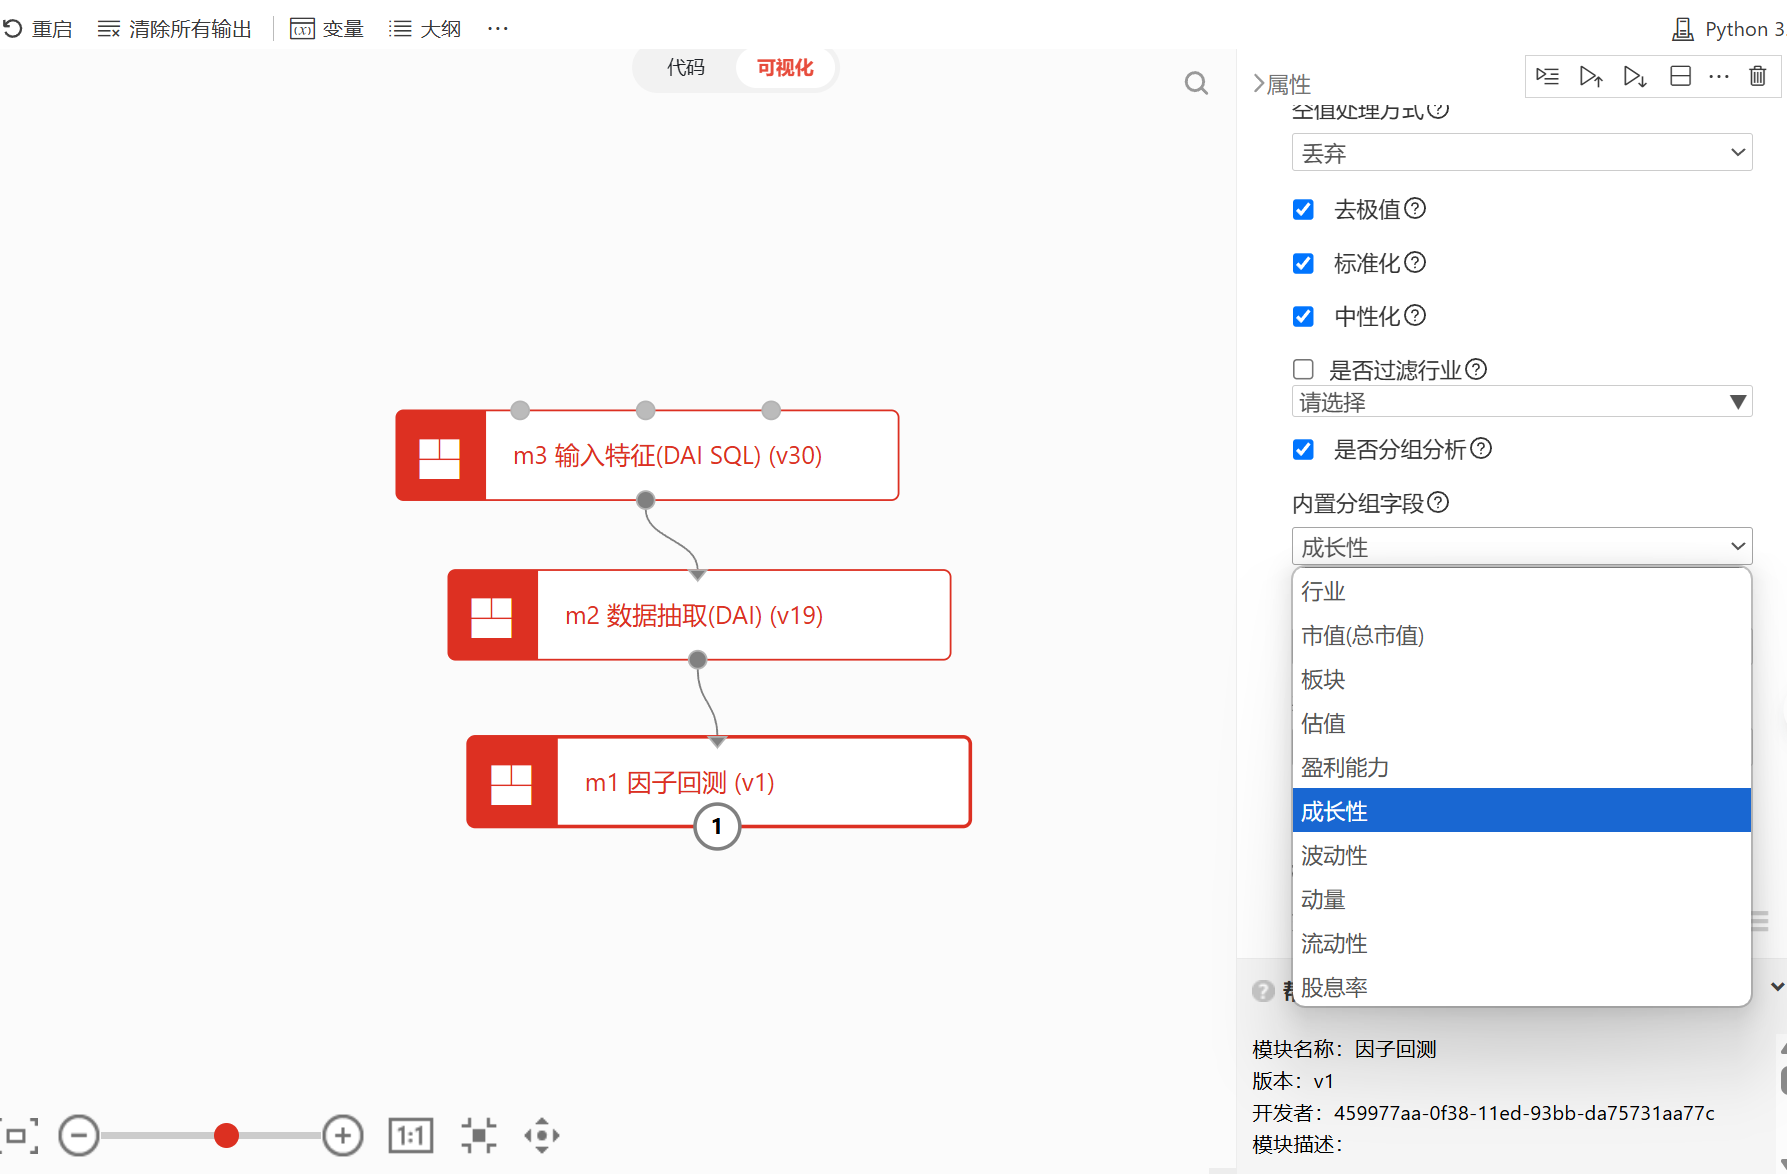 重启 清除所有输出 (x) 变量 大纲 ···
Python 3.
代码 可视化
属性
空值处理方式?
丢弃
去极值?
标准化?
中性化?
是否过滤行业?
请选择
是否分组分析?
内置分组字段?
成长性
行业
市值(总市值)
板块
估值
盈利能力
成长性
波动性
动量
流动性
股息率
m3 输入特征(DAI SQL) (v30)
m2 数据抽取(DAI) (v19)
m1 因子回测 (v1)
1
模块名称：因子回测
版本：v1
开发者：459977aa-0f38-11ed-93bb-da75731aa77c
模块描述：
1:1